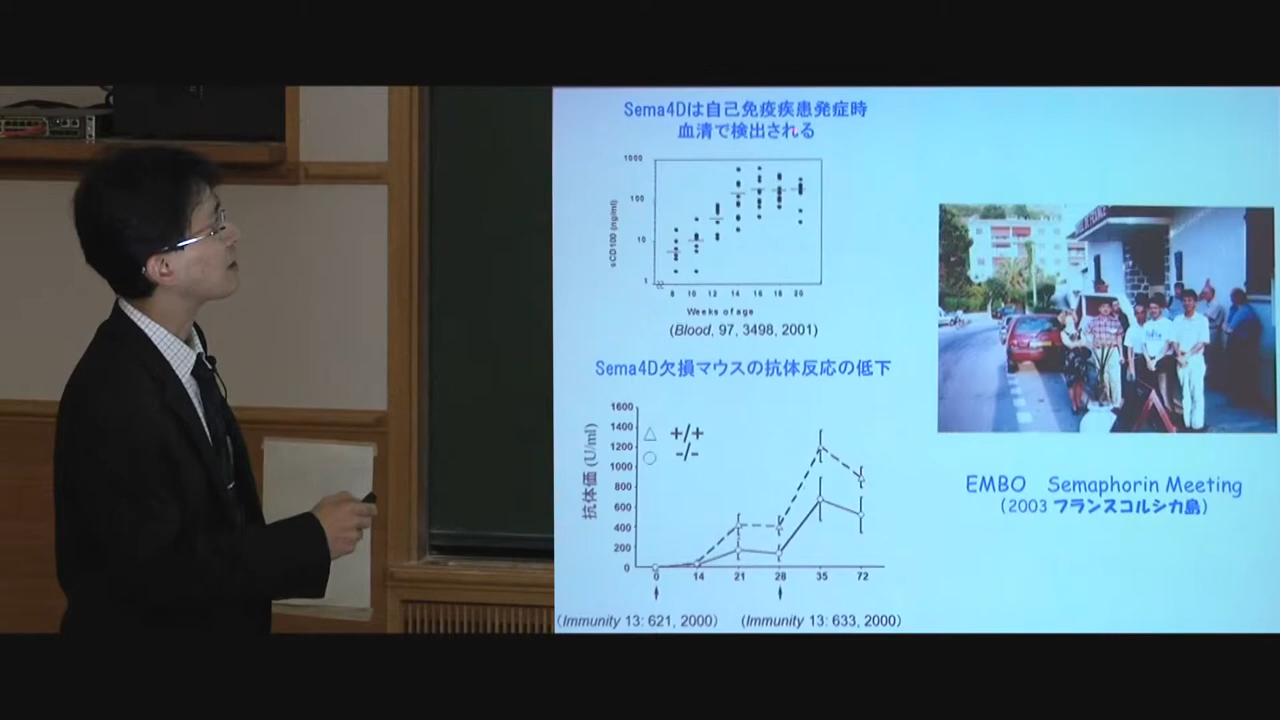 Sema4Dは自己免疫疾患発症時
血清で検出される
1000
100
10
1
sCD100 (ng/ml)
8 10 12 14 16 18 20
Weeks of age
(Blood, 97, 3498, 2001)
Sema4D欠損マウスの抗体反応の低下
1600
1400
1200
1000
800
600
400
200
0
抗体価 (U/ml)
+/+
-/-
0 14 21 28 35 72
(Immunity 13: 621, 2000) (Immunity 13: 633, 2000)
EMBO Semaphorin Meeting
(2003 フランスコルシカ島)